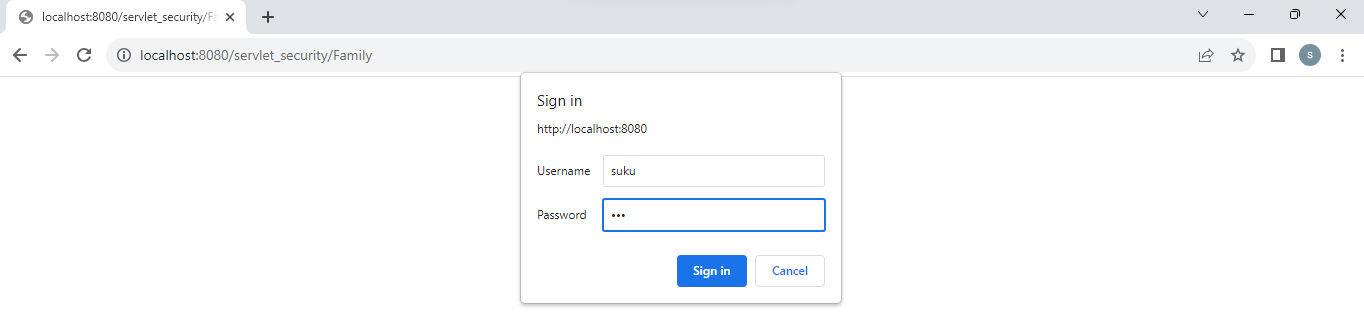 localhost:8080/servlet_security/Fa
localhost:8080/servlet_security/Family
S
Sign in
http://localhost:8080
Username suku
Password •••
Sign in Cancel